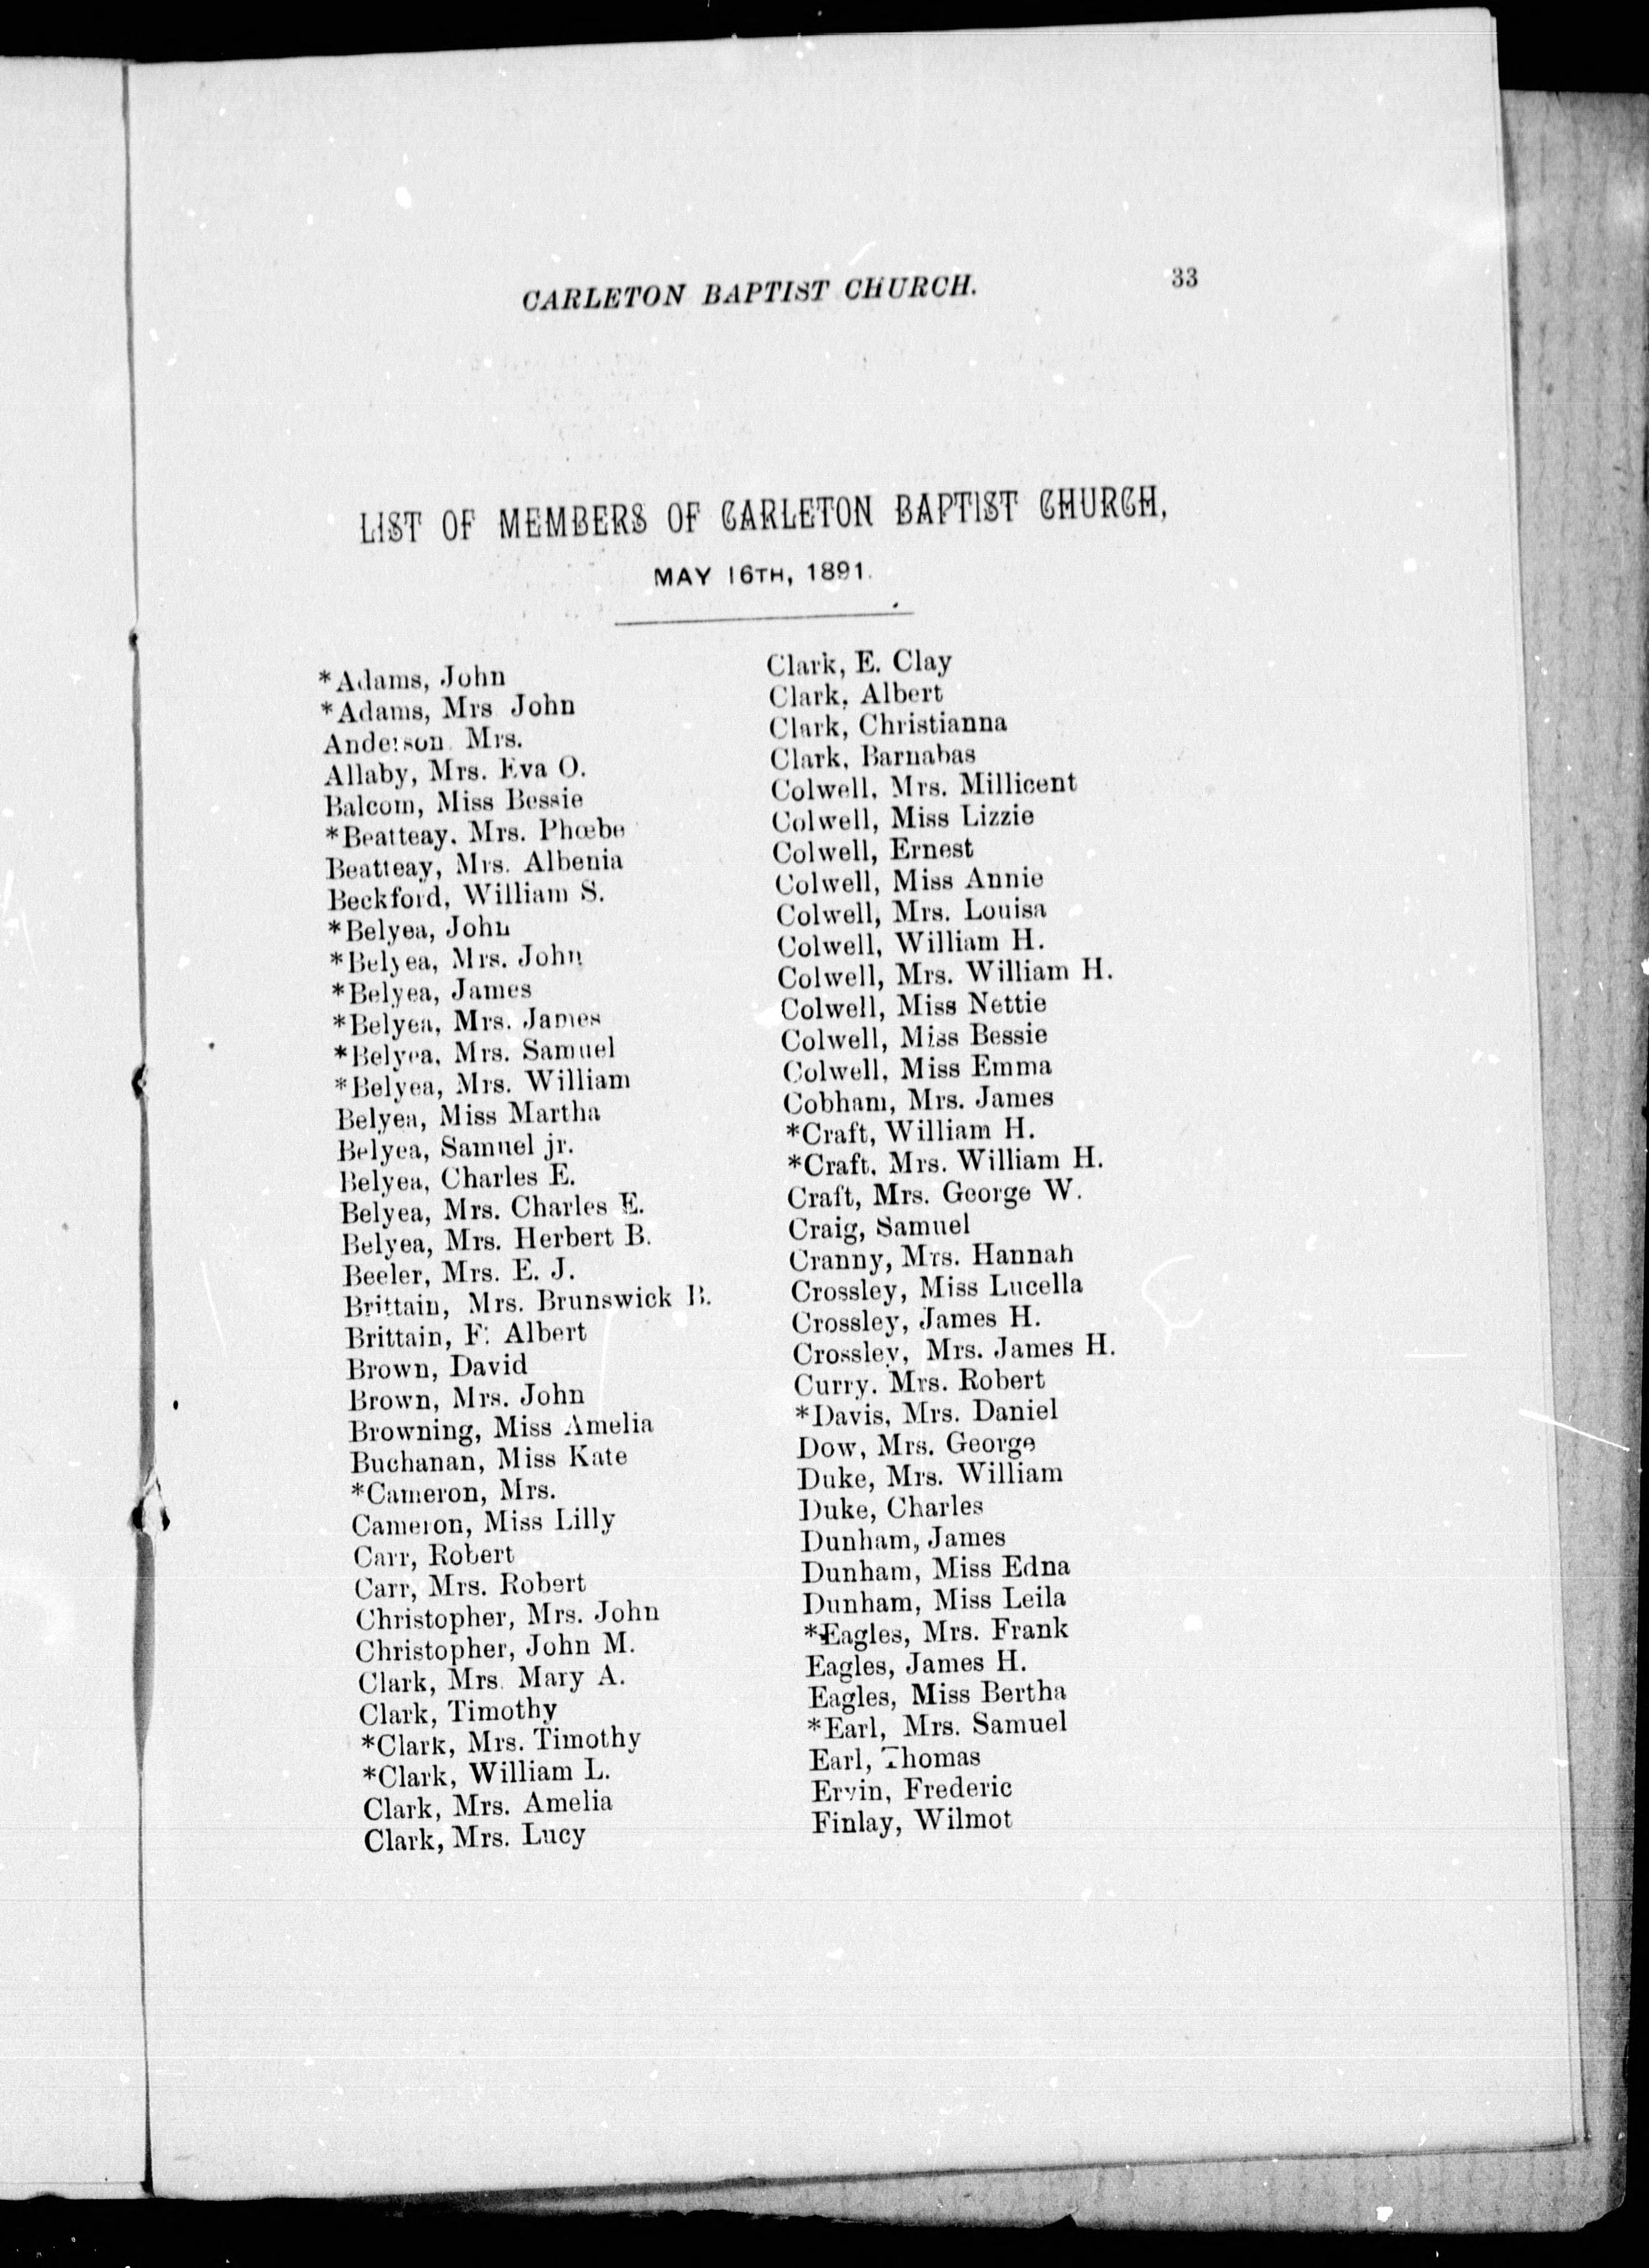 CARLETON BAPTIST CHURCH. 33
LIST OF MEMBERS OF CARLETON BAPTIST CHURCH,
MAY 16TH, 1891.
*Adams, John
*Adams, Mrs John
Anderson Mrs.
Allaby, Mrs. Eva O.
Balcom, Miss Bessie
*Beatteay, Mrs. Phœbe
Beatteay, Mrs. Albenia
Beckford, William S.
*Belyea, John
*Belyea, Mrs. John
*Belyea, James
*Belyea, Mrs. James
*Belyea, Mrs. Samuel
*Belyea, Mrs. William
Belyea, Miss Martha
Belyea, Samuel jr.
Belyea, Charles E.
Belyea, Mrs. Charles E.
Belyea, Mrs. Herbert B.
Beeler, Mrs. E. J.
Brittain, Mrs. Brunswick B.
Brittain, F. Albert
Brown, David
Brown, Mrs. John
Browning, Miss Amelia
Buchanan, Miss Kate
*Cameron, Mrs.
Cameron, Miss Lilly
Carr, Robert
Carr, Mrs. Robert
Christopher, Mrs. John
Christopher, John M.
Clark, Mrs. Mary A.
Clark, Timothy
*Clark, Mrs. Timothy
*Clark, William L.
Clark, Mrs. Amelia
Clark, Mrs. Lucy
Clark, E. Clay
Clark, Albert
Clark, Christianna
Clark, Barnabas
Colwell, Mrs. Millicent
Colwell, Miss Lizzie
Colwell, Ernest
Colwell, Miss Annie
Colwell, Mrs. Louisa
Colwell, William H.
Colwell, Mrs. William H.
Colwell, Miss Nettie
Colwell, Miss Bessie
Colwell, Miss Emma
Cobham, Mrs. James
*Craft, William H.
*Craft, Mrs. William H.
Craft, Mrs. George W.
Craig, Samuel
Cranny, Mrs. Hannah
Crossley, Miss Lucella
Crossley, James H.
Crossley, Mrs. James H.
Curry. Mrs. Robert
*Davis, Mrs. Daniel
Dow, Mrs. George
Duke, Mrs. William
Duke, Charles
Dunham, James
Dunham, Miss Edna
Dunham, Miss Leila
*Eagles, Mrs. Frank
Eagles, James H.
Eagles, Miss Bertha
*Earl, Mrs. Samuel
Earl, Thomas
Ervin, Frederic
Finlay, Wilmot